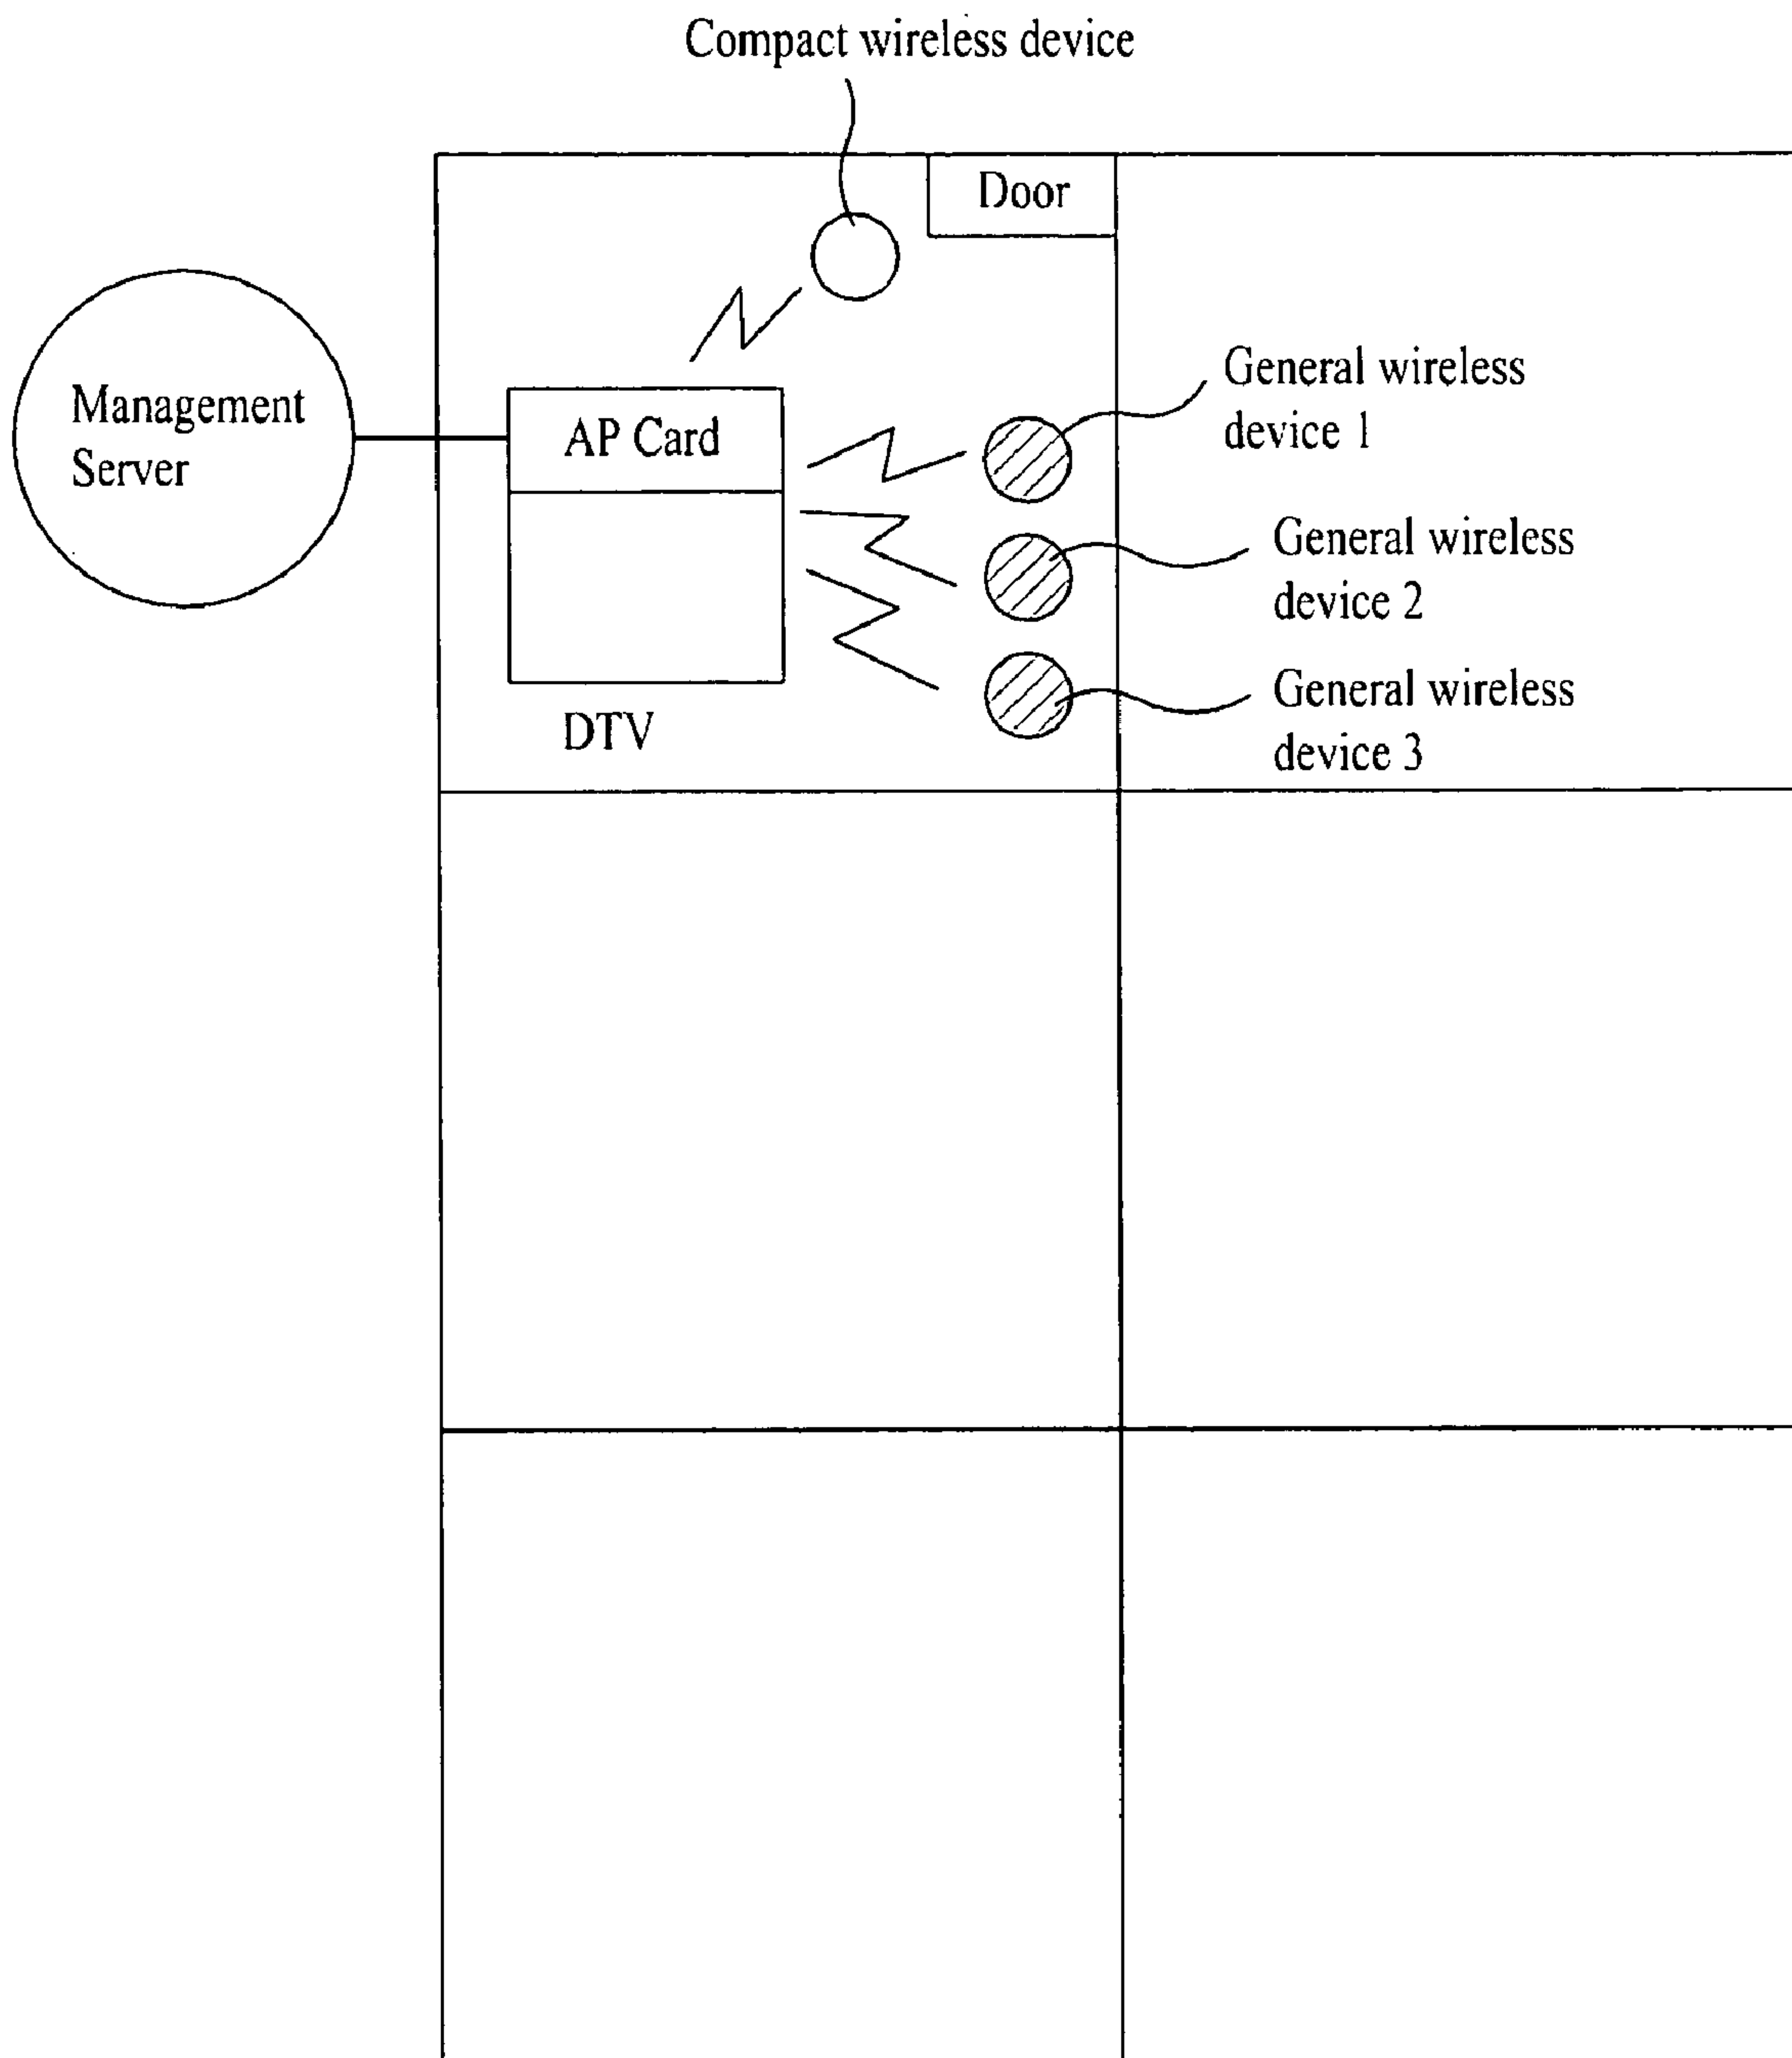 Compact wireless device
Door
Management
Server
AP Card
General wireless
device 1
General wireless
device 2
General wireless
device 3
DTV